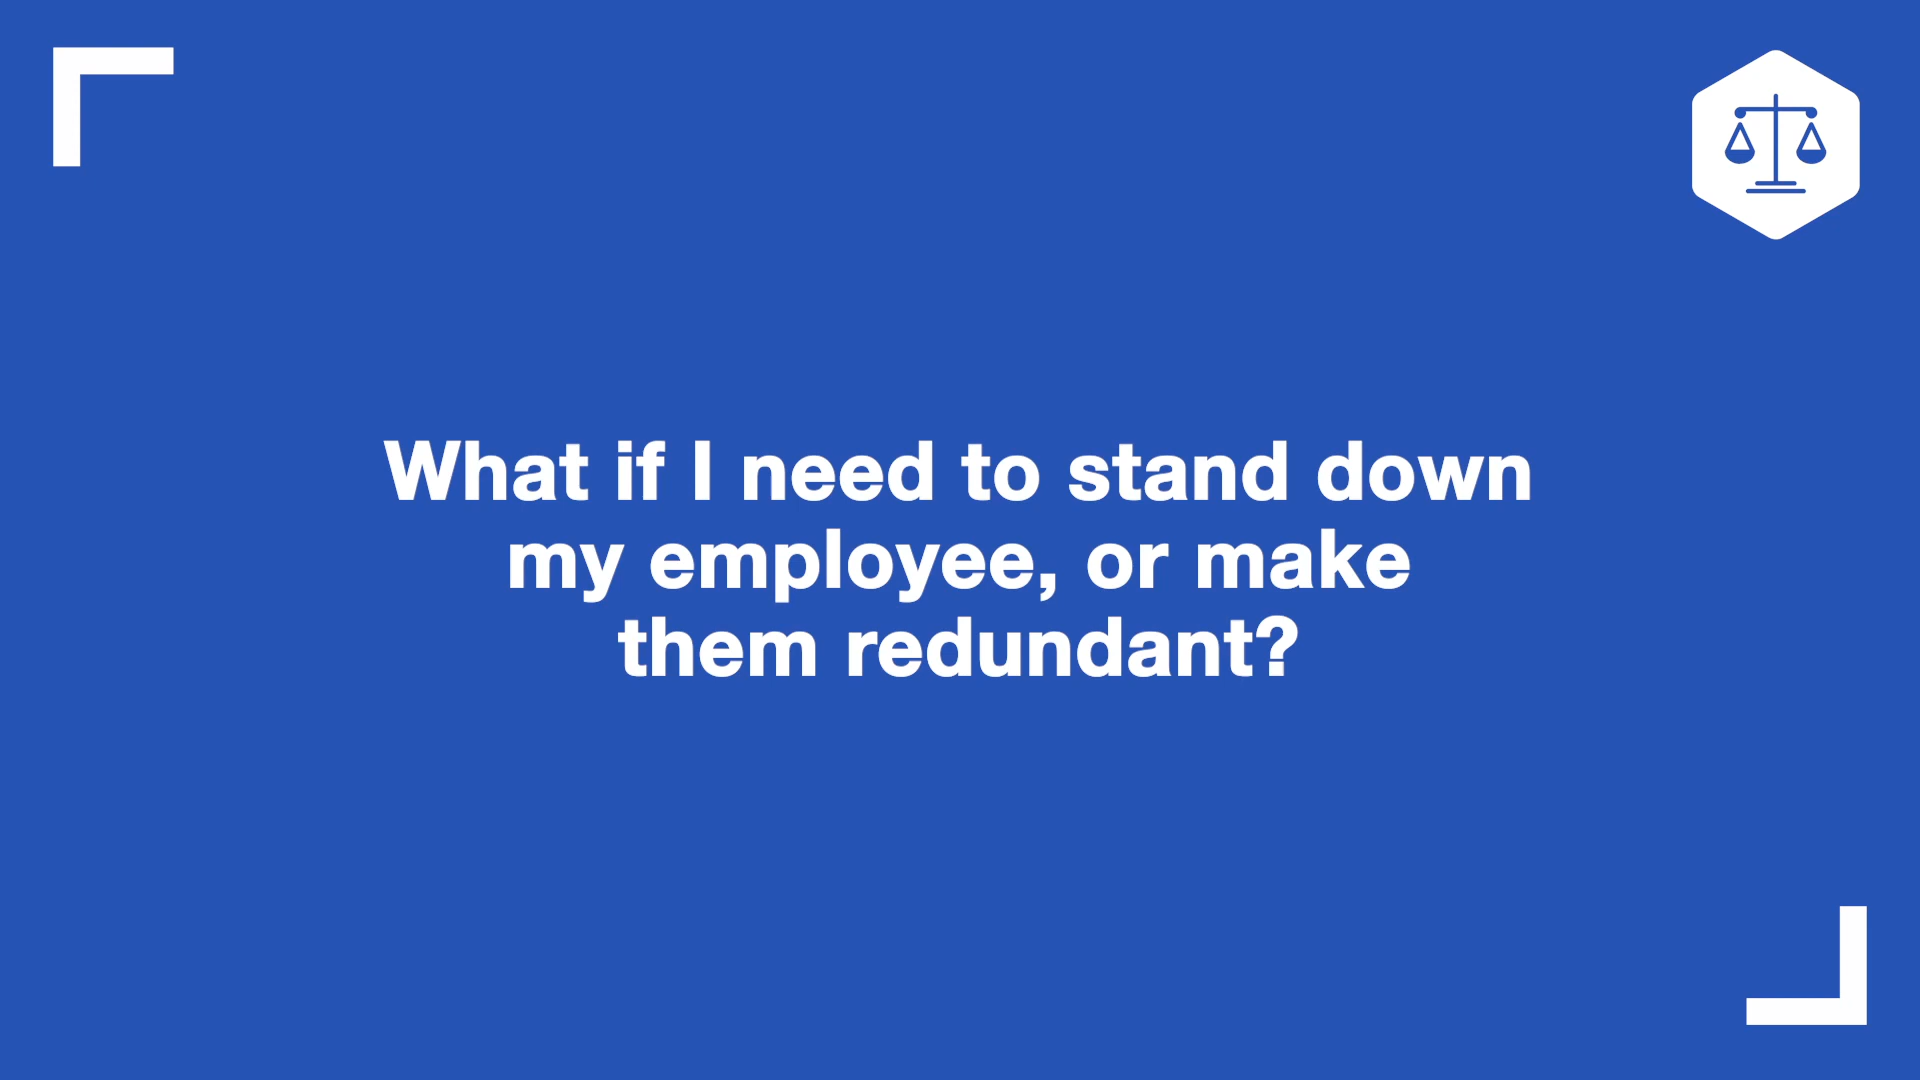 What if I need to stand down
my employee, or make
them redundant?